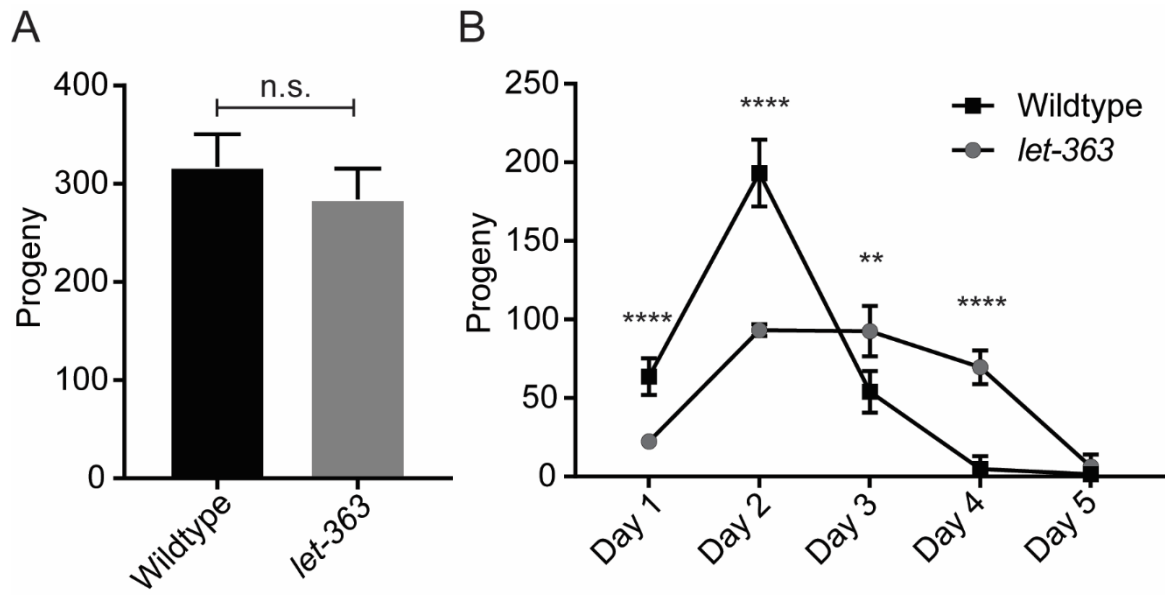 A
Progeny
400
300
200
100
0
n.s.
Wildtype
let-363
B
Progeny
250
200
150
100
50
0
****
****
**
****
Wildtype
let-363
Day 1
Day 2
Day 3
Day 4
Day 5